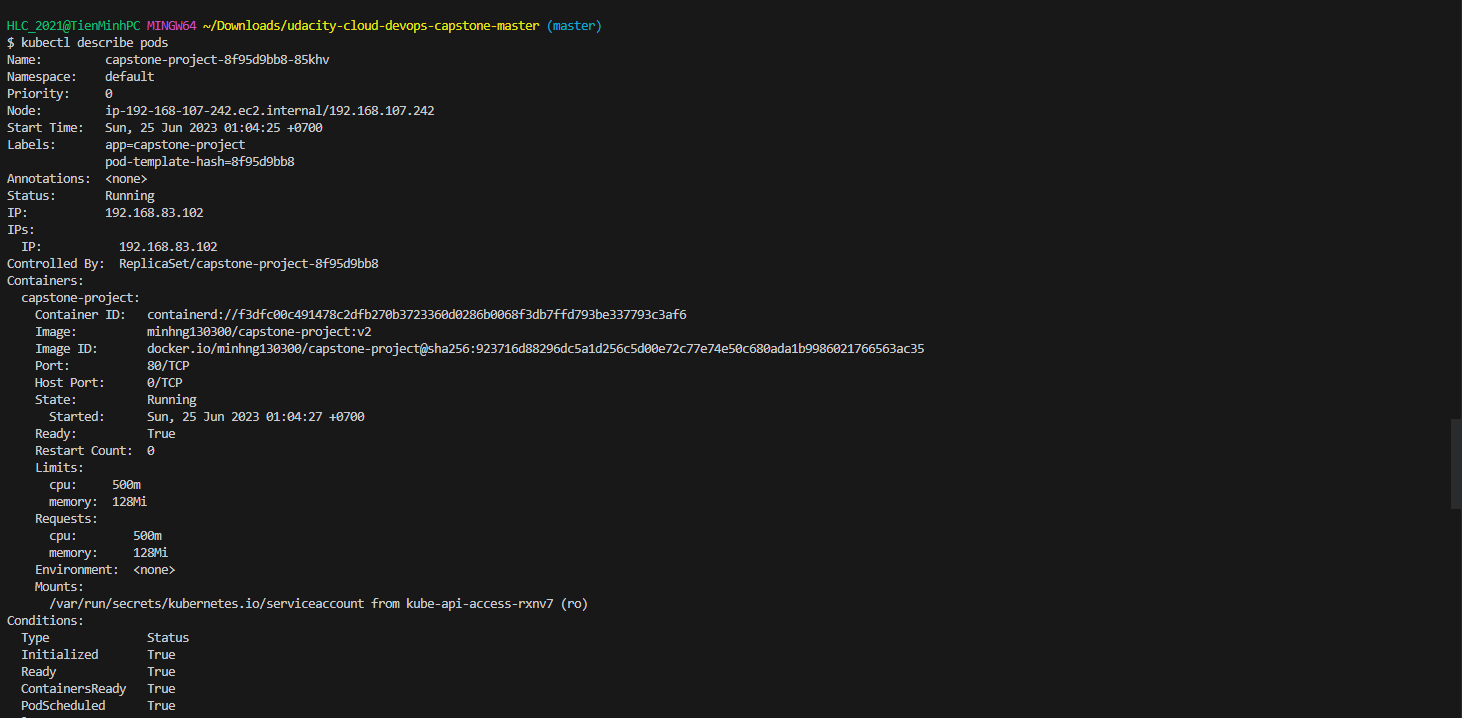 HLC_2021@TienMinhPC MINGW64 ~/Downloads/udacity-cloud-devops-capstone-master (master)
$ kubectl describe pods
Name:         capstone-project-8f95d9bb8-85khv
Namespace:    default
Priority:     0
Node:         ip-192-168-107-242.ec2.internal/192.168.107.242
Start Time:   Sun, 25 Jun 2023 01:04:25 +0700
Labels:       app=capstone-project
              pod-template-hash=8f95d9bb8
Annotations:  <none>
Status:       Running
IP:           192.168.83.102
IPs:
  IP:           192.168.83.102
Controlled By:  ReplicaSet/capstone-project-8f95d9bb8
Containers:
  capstone-project:
    Container ID:   containerd://f3dfc00c491478c2dfb270b3723360d0286b0068f3db7ffd793be337793c3af6
    Image:          minhng130300/capstone-project:v2
    Image ID:       docker.io/minhng130300/capstone-project@sha256:923716d88296dc5a1d256c5d00e72c77e74e50c680ada1b9986021766563ac35
    Port:           80/TCP
    Host Port:      0/TCP
    State:          Running
      Started:      Sun, 25 Jun 2023 01:04:27 +0700
    Ready:          True
    Restart Count:  0
    Limits:
      cpu:     500m
      memory:  128Mi
    Requests:
      cpu:        500m
      memory:     128Mi
    Environment:  <none>
    Mounts:
      /var/run/secrets/kubernetes.io/serviceaccount from kube-api-access-rxnv7 (ro)
Conditions:
  Type              Status
  Initialized       True
  Ready             True
  ContainersReady   True
  PodScheduled      True